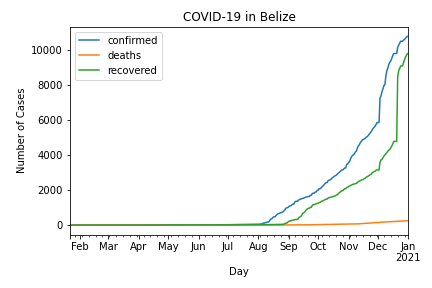 COVID-19 in Belize
confirmed
deaths
recovered
Number of Cases
10000
8000
6000
4000
2000
0
Feb Mar Apr May Jun Jul Aug Sep Oct Nov Dec Jan
2021
Day